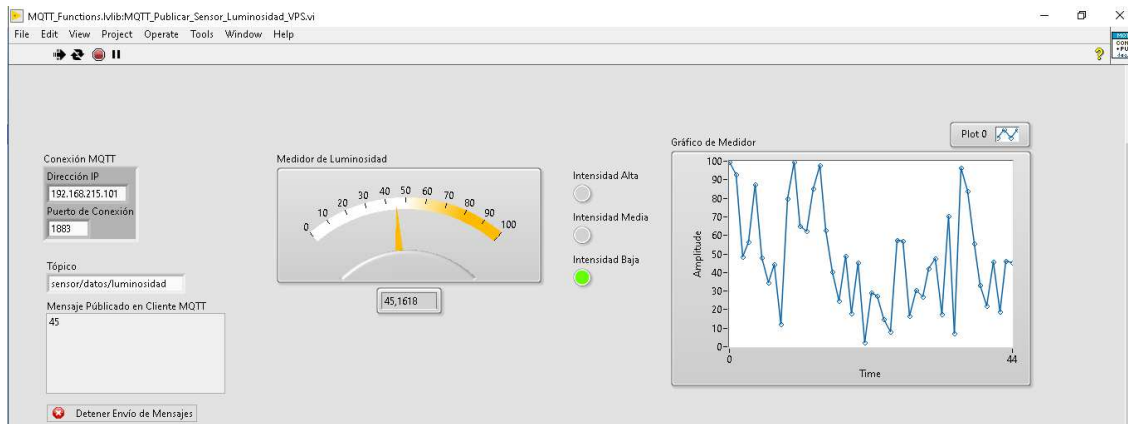 MQTT_Functions.lvlib:MQTT_Publicar_Sensor_Luminosidad_VPS.vi
File Edit View Project Operate Tools Window Help
Conexión MQTT
Dirección IP
192.168.215.101
Puerto de Conexión
1883
Tópico
sensor/datos/luminosidad
Mensaje Públicado en Cliente MQTT
45
Detener Envío de Mensajes
Medidor de Luminosidad
0 10 20 30 40 50 60 70 80 90 100
45,1618
Intensidad Alta
Intensidad Media
Intensidad Baja
Gráfico de Medidor
Plot 0
100
90
80
70
60
50
40
30
20
10
0
Amplitude
0 44
Time